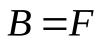 B = F